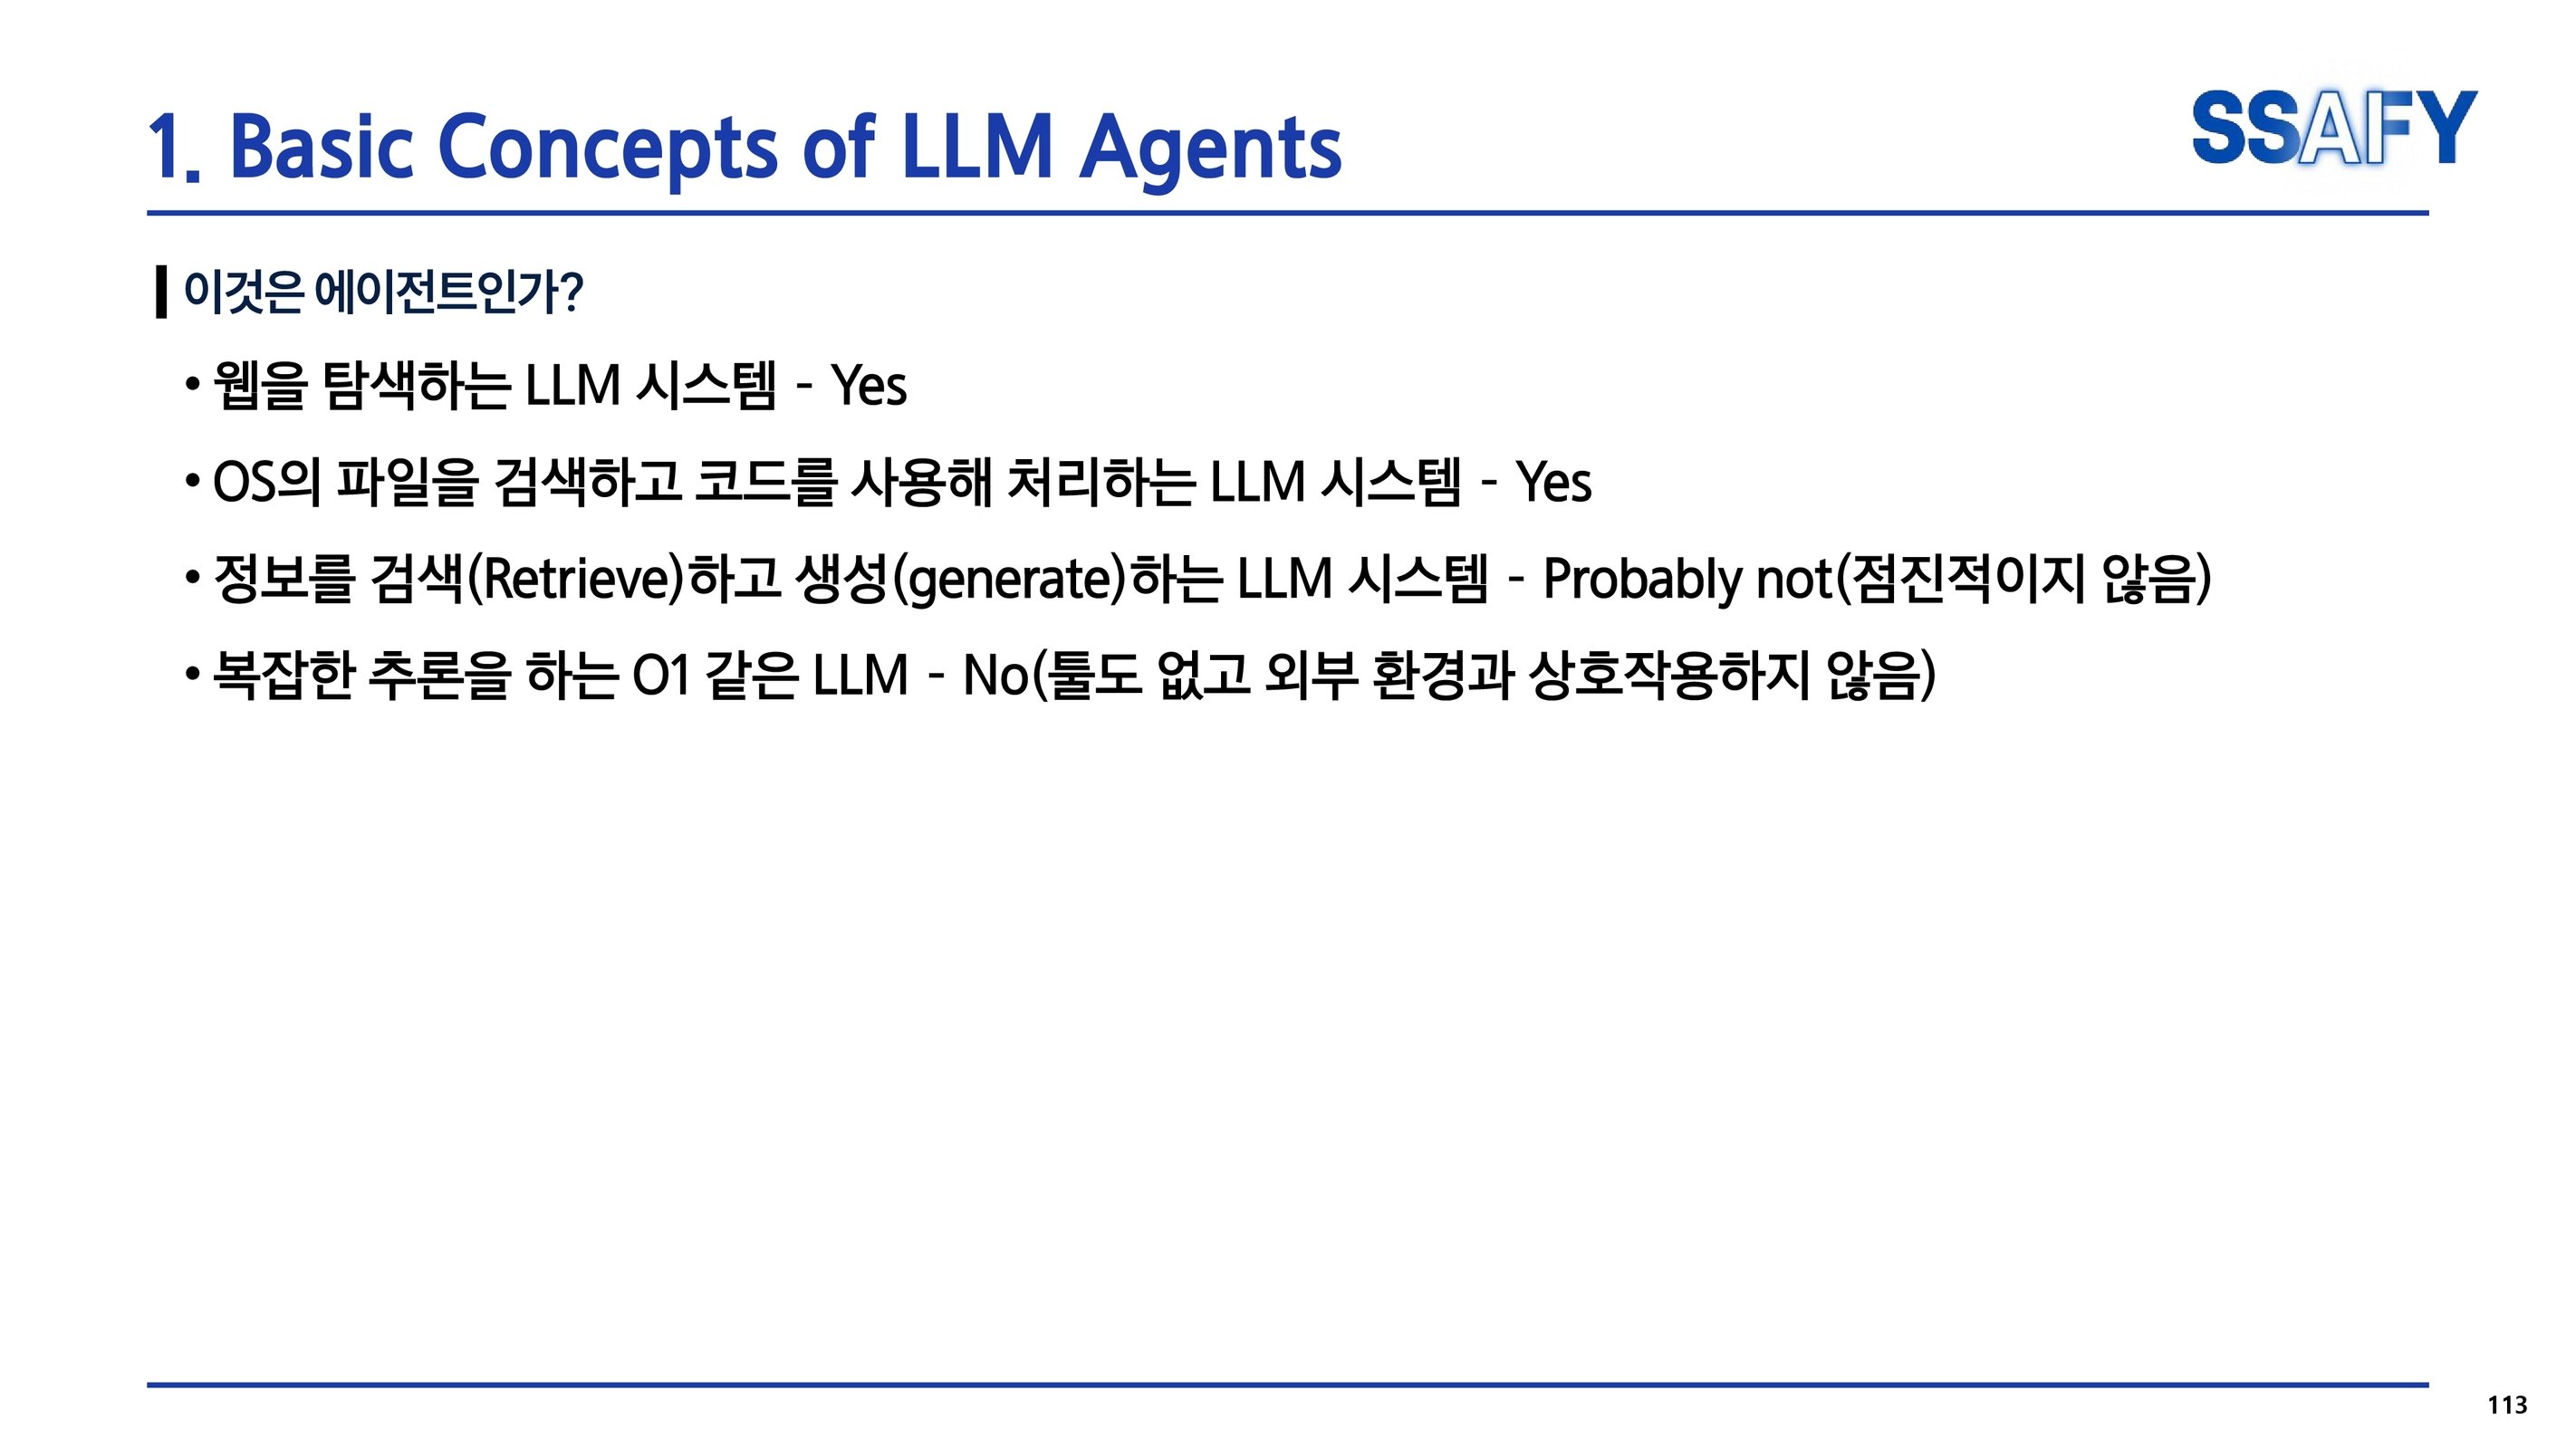 1. Basic Concepts of LLM Agents
SSAFY
이것은 에이전트인가?
• 웹을 탐색하는 LLM 시스템 - Yes
• OS의 파일을 검색하고 코드를 사용해 처리하는 LLM 시스템 - Yes
• 정보를 검색(Retrieve)하고 생성(generate)하는 LLM 시스템 - Probably not(점진적이지 않음)
• 복잡한 추론을 하는 O1 같은 LLM - No(툴도 없고 외부 환경과 상호작용하지 않음)
113